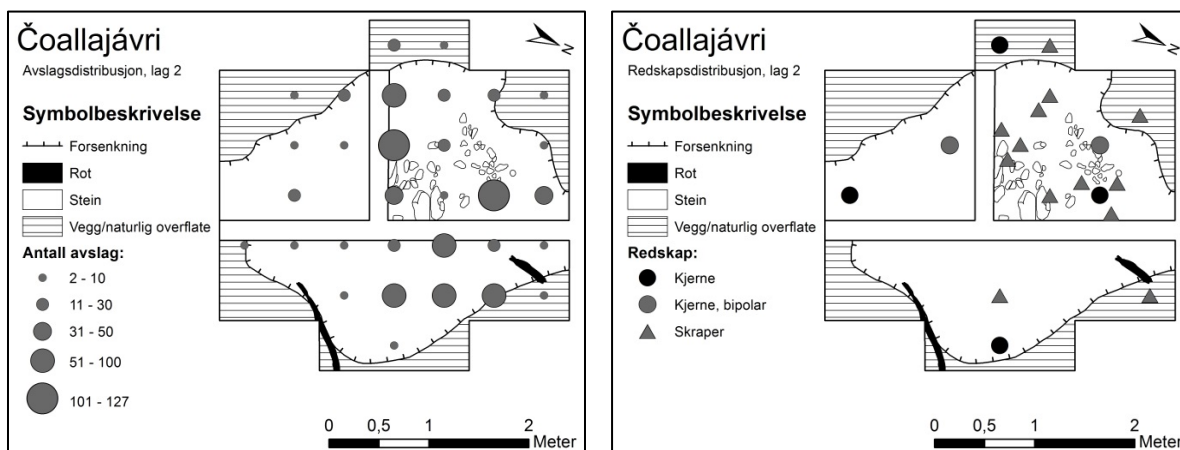 Čoallajávri
Avslagsdistribusjon, lag 2
N
Symbolbeskrivelse
Forsenkning
Rot
Stein
Vegg/naturlig overflate
Antall avslag:
2 - 10
11 - 30
31 - 50
51 - 100
101 - 127
0 0,5 1 2
Meter
Čoallajávri
Redskapsdistribusjon, lag 2
N
Symbolbeskrivelse
Forsenkning
Rot
Stein
Vegg/naturlig overflate
Redskap:
Kjerne
Kjerne, bipolar
Skraper
0 0,5 1 2
Meter